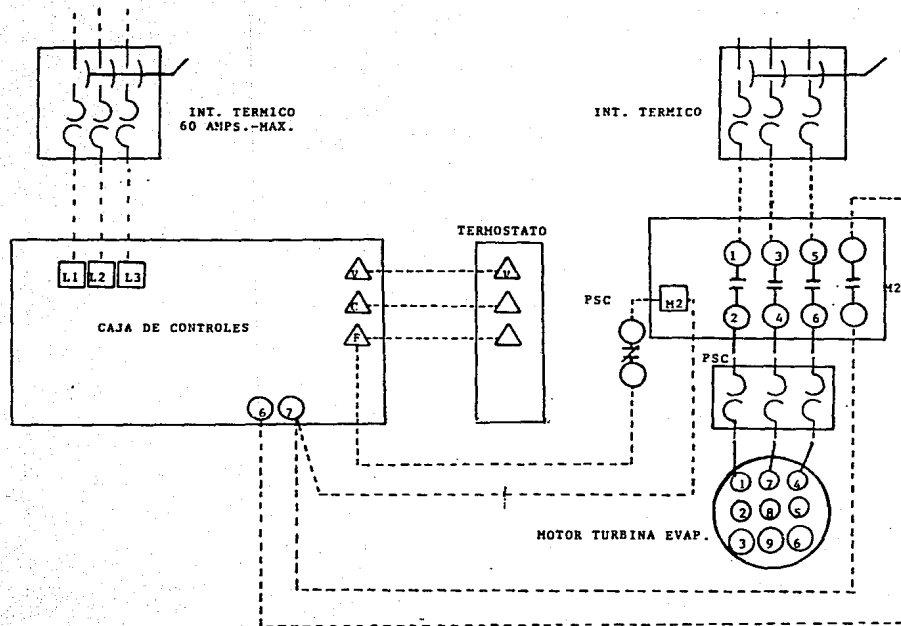 INT. TERMICO
60 AMPS.-MAX.
INT. TERMICO
TERMOSTATO
L1 L2 L3
V
V
1 3 5
M2
PSC
M2
C
CAJA DE CONTROLES
2 4 6
F
PSC
6 7
1 7 4
2 8 5
MOTOR TURBINA EVAP.
3 9 6